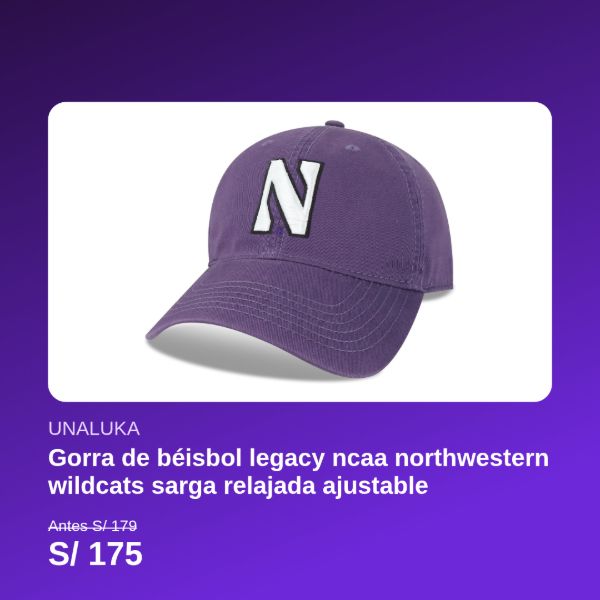 N
UNALUKA
Gorra de béisbol legacy ncaa northwestern
wildcats sarga relajada ajustable
Antes S/ 179
S/ 175